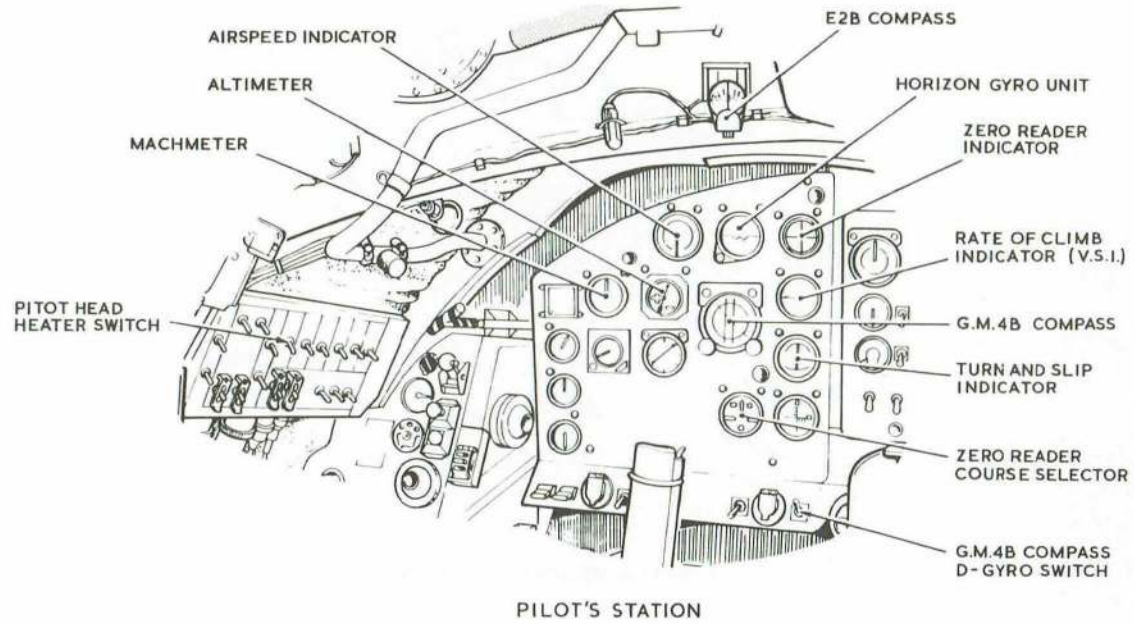 E2B COMPASS
AIRSPEED INDICATOR
ALTIMETER
HORIZON GYRO UNIT
MACHMETER
ZERO READER
INDICATOR
RATE OF CLIMB
INDICATOR (V.S.I.)
PITOT HEAD
HEATER SWITCH
G.M.4B COMPASS
TURN AND SLIP
INDICATOR
ZERO READER
COURSE SELECTOR
G.M.4B COMPASS
D-GYRO SWITCH
PILOT'S STATION